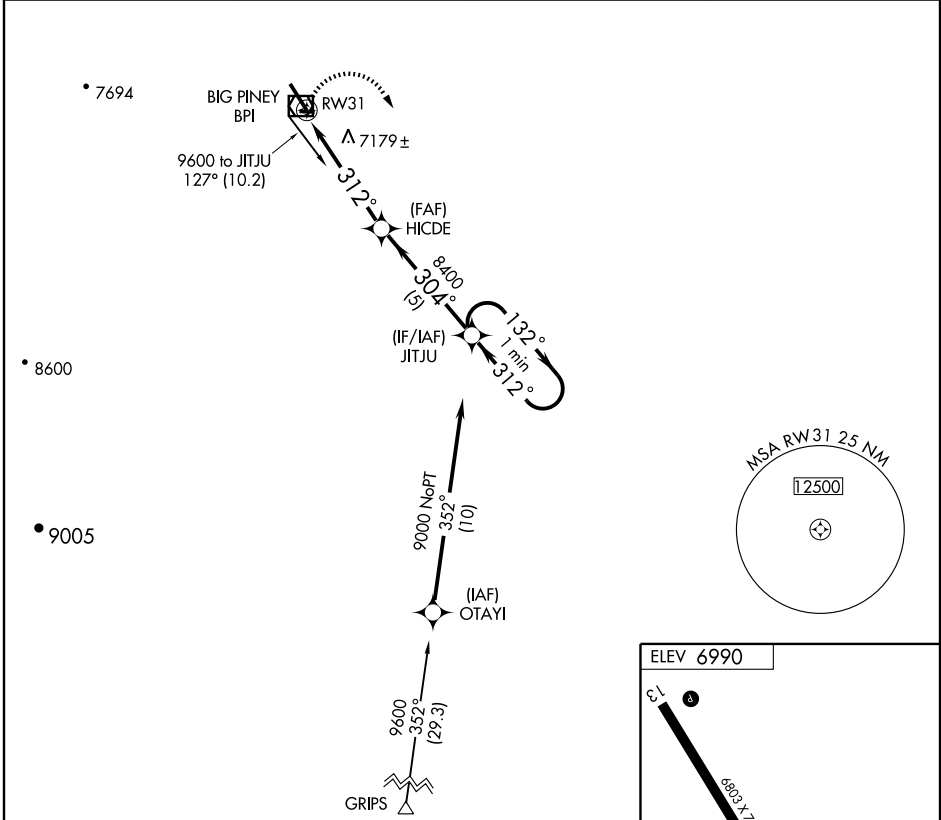 7694
BIG PINEY
BPI
RW31
7179 ±
9600 to JITJU
127° (10.2)
312°
(FAF)
HICDE
8400
304°
(5)
(IF/IAF)
JITJU
132°
1 min
312°
8600
MSA RW31 25 NM
12500
9005
9000 NoPT
352°
(10)
(IAF)
OTAYI
ELEV 6990
13
9600
352°
(29.3)
GRIPS
6803 X 7